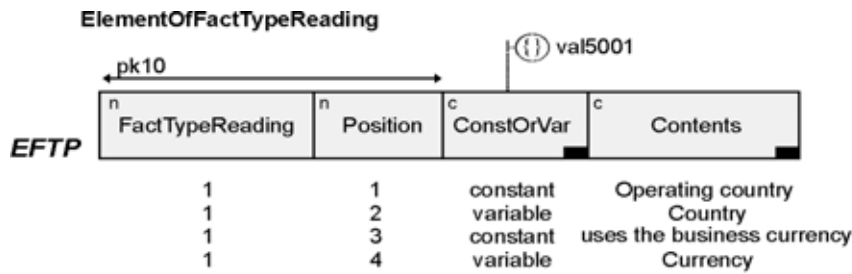 ElementOfFactTypeReading
{} val5001
pk10
n n c c
FactTypeReading Position ConstOrVar Contents
EFTP
1 1 constant Operating country
1 2 variable Country
1 3 constant uses the business currency
1 4 variable Currency